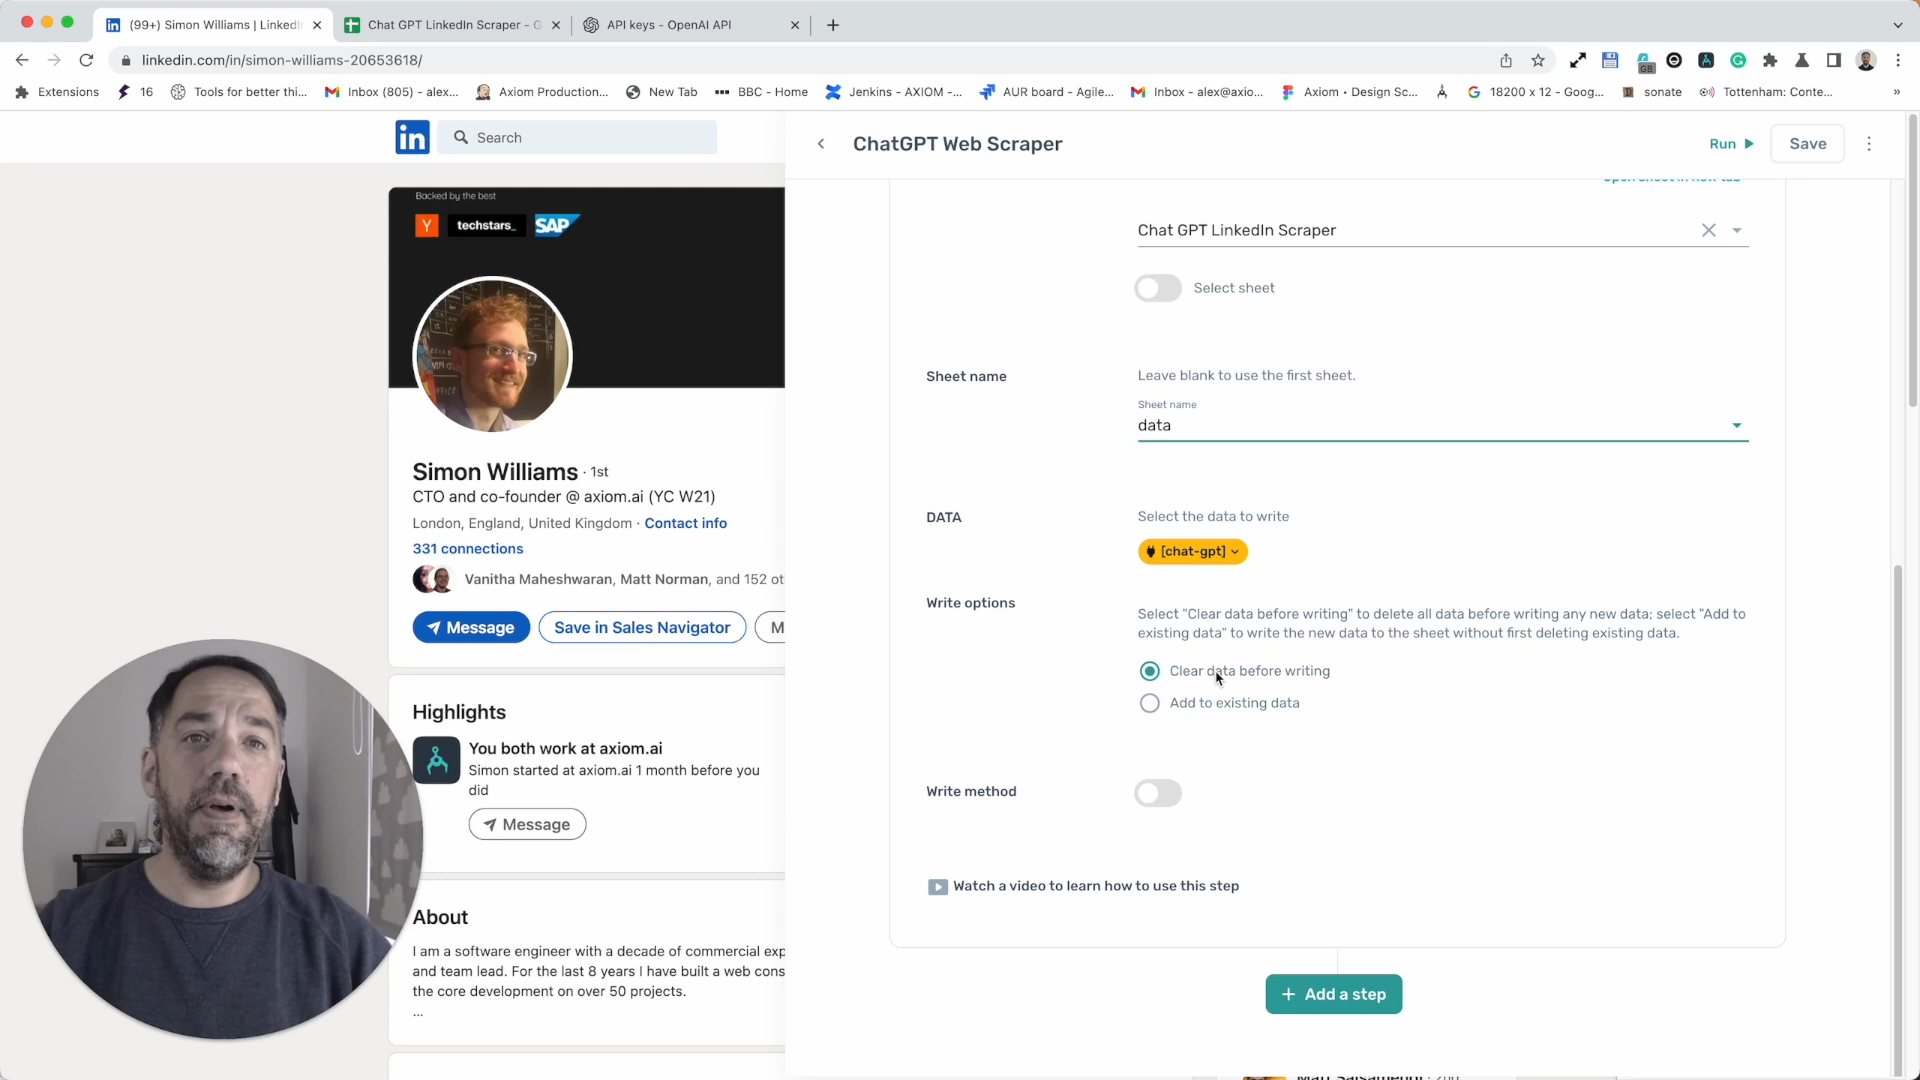 (99+) Simon Williams | LinkedIn
Chat GPT LinkedIn Scraper - G
API keys - OpenAI API
linkedin.com/in/simon-williams-20653618/
GB
Extensions
16
Tools for better thi...
Inbox (805) - alex...
Axiom Production...
New Tab
BBC - Home
Jenkins - AXIOM -...
AUR board - Agile...
Inbox - alex@axio...
Axiom • Design Sc...
18200 x 12 - Goog...
sonate
Tottenham: Conte...
»
in
Search
ChatGPT Web Scraper
Run
Save
Backed by the best
Y
techstars_
SAP
Open sheet in new tab
Chat GPT LinkedIn Scraper
Select sheet
Sheet name
Leave blank to use the first sheet.
Sheet name
data
Simon Williams · 1st
CTO and co-founder @ axiom.ai (YC W21)
London, England, United Kingdom · Contact info
331 connections
Vanitha Maheshwaran, Matt Norman, and 152 ot
Message
Save in Sales Navigator
M
DATA
Select the data to write
[chat-gpt]
Write options
Select "Clear data before writing" to delete all data before writing any new data; select "Add to
existing data" to write the new data to the sheet without first deleting existing data.
Clear data before writing
Add to existing data
Write method
Watch a video to learn how to use this step
+ Add a step
Highlights
You both work at axiom.ai
Simon started at axiom.ai 1 month before you
did
Message
About
I am a software engineer with a decade of commercial exp
and team lead. For the last 8 years I have built a web cons
the core development on over 50 projects.
...